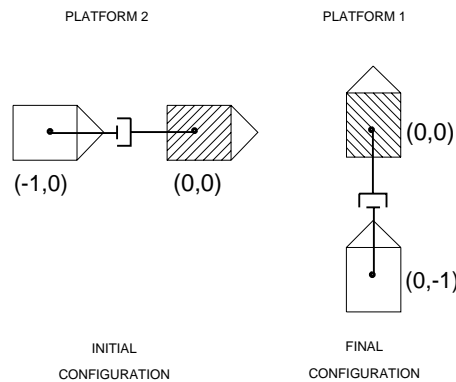 PLATFORM 2
PLATFORM 1
(-1,0)
(0,0)
(0,0)
(0,-1)
INITIAL
CONFIGURATION
FINAL
CONFIGURATION